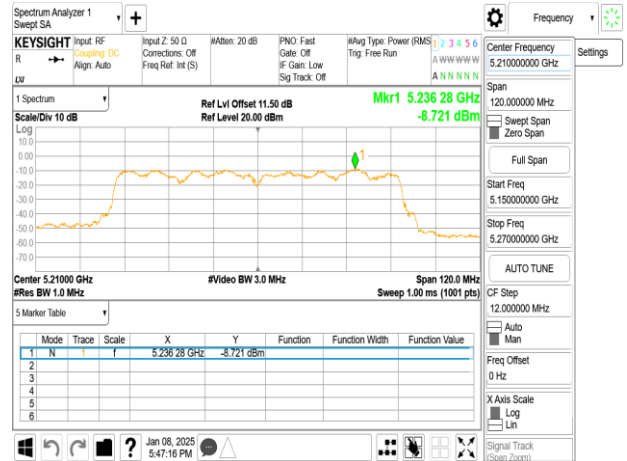 Spectrum Analyzer 1
Swept SA
+
Frequency
KEYSIGHT
R
LXI
Input: RF
Coupling: DC
Align: Auto
Input Z: 50 Ω
Corrections: Off
Freq Ref: Int (S)
#Atten: 20 dB
PNO: Fast
Gate: Off
IF Gain: Low
Sig Track: Off
#Avg Type: Power (RMS
Trig: Free Run
1 2 3 4 5 6
A W W W W W
A N N N N N
Center Frequency
5.210000000 GHz
Settings
Span
120.000000 MHz
Swept Span
Zero Span
Full Span
Start Freq
5.150000000 GHz
Stop Freq
5.270000000 GHz
AUTO TUNE
CF Step
12.000000 MHz
Auto
Man
Freq Offset
0 Hz
X Axis Scale
Log
Lin
Signal Track
(Span Zoom)
1 Spectrum
Scale/Div 10 dB
Ref Lvl Offset 11.50 dB
Ref Level 20.00 dBm
Mkr1 5.236 28 GHz
-8.721 dBm
Log
10.0
0.00
-10.0
-20.0
-30.0
-40.0
-50.0
-60.0
-70.0
1
Center 5.21000 GHz
#Res BW 1.0 MHz
#Video BW 3.0 MHz
Span 120.0 MHz
Sweep 1.00 ms (1001 pts)
5 Marker Table
Mode Trace Scale X Y Function Function Width Function Value
1 N 1 f 5.236 28 GHz -8.721 dBm
2
3
4
5
6
?
Jan 08, 2025
5:47:16 PM